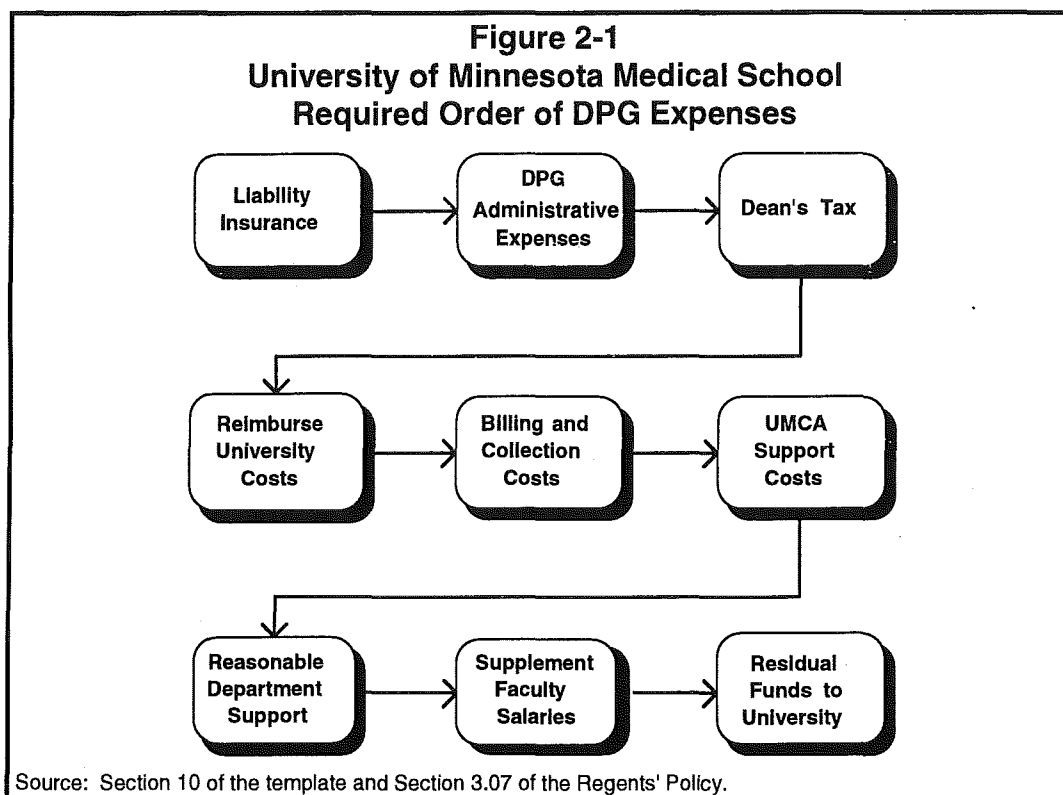 Figure 2-1
University of Minnesota Medical School
Required Order of DPG Expenses
Liability
Insurance
DPG
Administrative
Expenses
Dean's Tax
Reimburse
University
Costs
Billing and
Collection
Costs
UMCA
Support
Costs
Reasonable
Department
Support
Supplement
Faculty
Salaries
Residual
Funds to
University
Source: Section 10 of the template and Section 3.07 of the Regents' Policy.